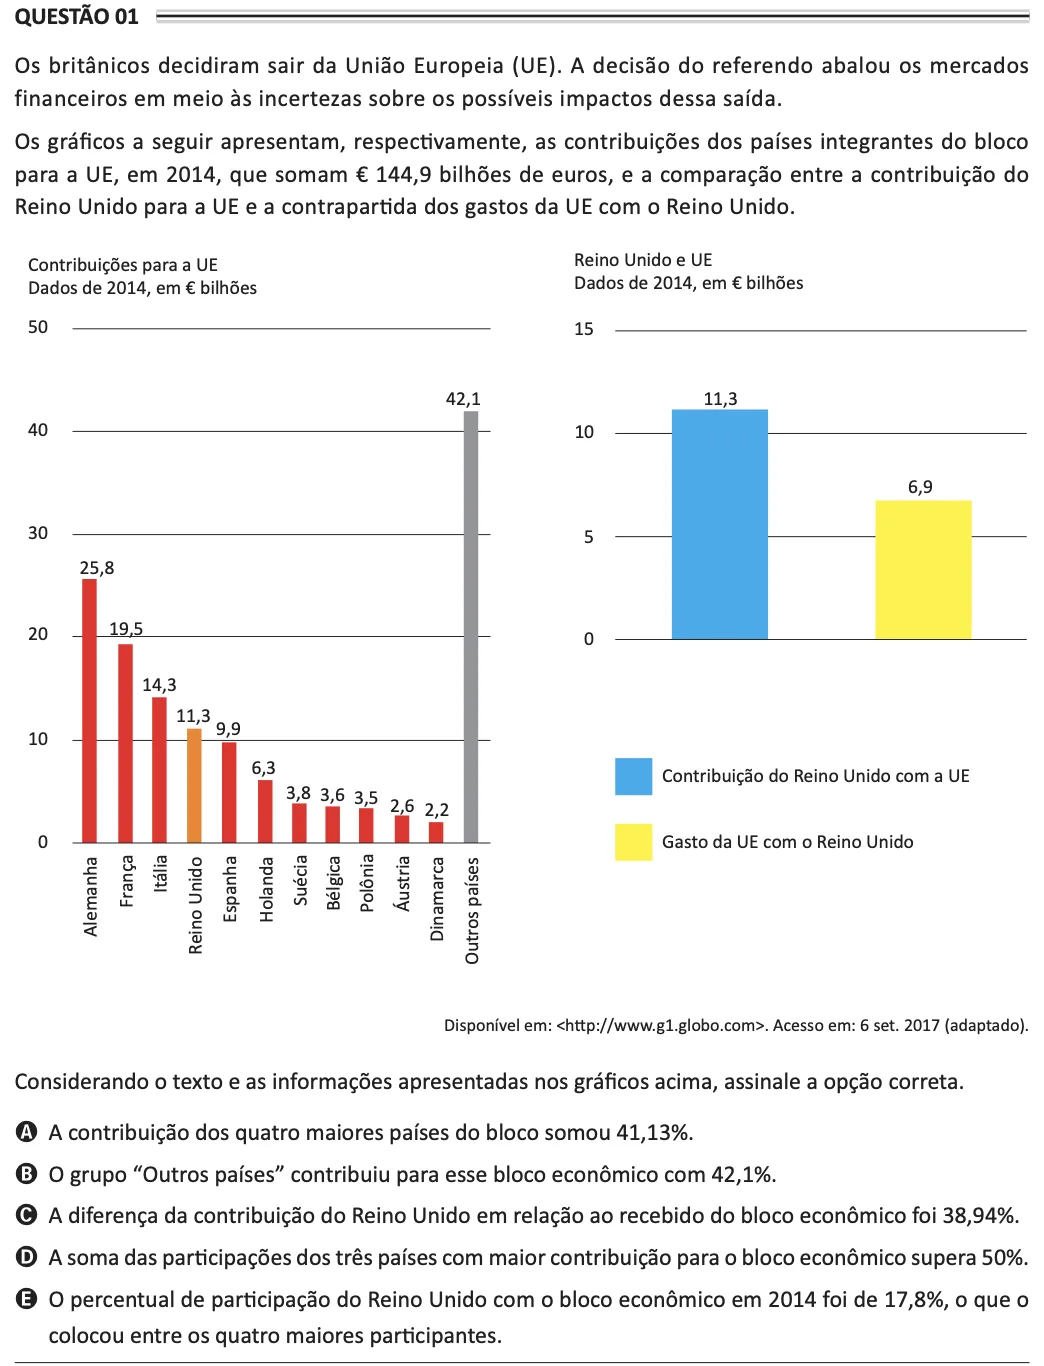 QUESTÃO 01
Os britânicos decidiram sair da União Europeia (UE). A decisão do referendo abalou os mercados
financeiros em meio às incertezas sobre os possíveis impactos dessa saída.
Os gráficos a seguir apresentam, respectivamente, as contribuições dos países integrantes do bloco
para a UE, em 2014, que somam € 144,9 bilhões de euros, e a comparação entre a contribuição do
Reino Unido para a UE e a contrapartida dos gastos da UE com o Reino Unido.
Contribuições para a UE
Dados de 2014, em € bilhões
50
40
30
20
10
0
25,8
19,5
14,3
11,3
9,9
6,3
3,8
3,6
3,5
2,6
2,2
42,1
Alemanha
França
Itália
Reino Unido
Espanha
Holanda
Suécia
Bélgica
Polônia
Áustria
Dinamarca
Outros países
Reino Unido e UE
Dados de 2014, em € bilhões
15
10
5
0
11,3
6,9
Contribuição do Reino Unido com a UE
Gasto da UE com o Reino Unido
Disponível em: <http://www.g1.globo.com>. Acesso em: 6 set. 2017 (adaptado).
Considerando o texto e as informações apresentadas nos gráficos acima, assinale a opção correta.
A A contribuição dos quatro maiores países do bloco somou 41,13%.
B O grupo “Outros países” contribuiu para esse bloco econômico com 42,1%.
C A diferença da contribuição do Reino Unido em relação ao recebido do bloco econômico foi 38,94%.
D A soma das participações dos três países com maior contribuição para o bloco econômico supera 50%.
E O percentual de participação do Reino Unido com o bloco econômico em 2014 foi de 17,8%, o que o
colocou entre os quatro maiores participantes.